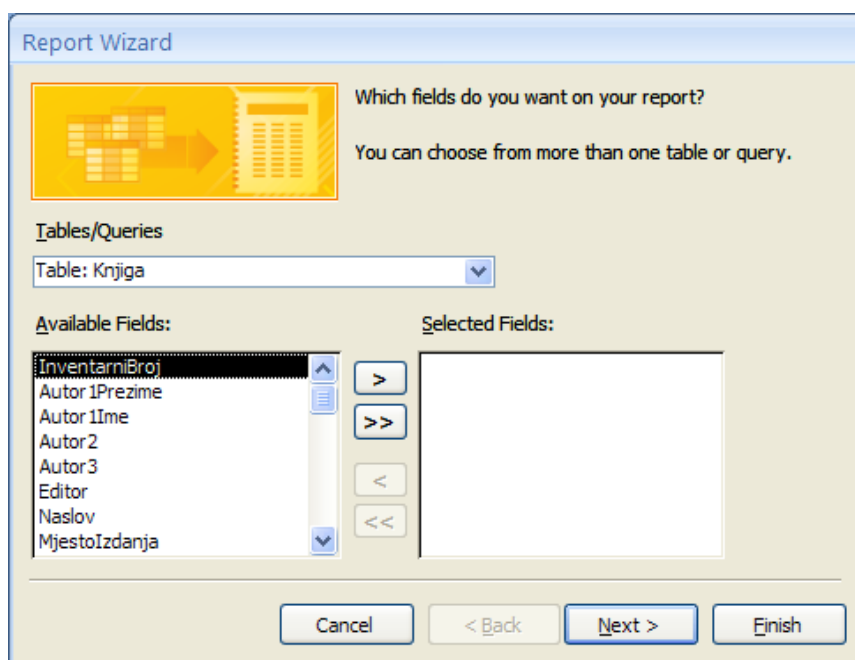 Report Wizard
Which fields do you want on your report?
You can choose from more than one table or query.
Tables/Queries
Table: Knjiga
Available Fields:
Selected Fields:
InventarniBroj
Autor1Prezime
Autor1Ime
Autor2
Autor3
Editor
Naslov
MjestoIzdanja
>
>>
<
<<
Cancel
< Back
Next >
Finish